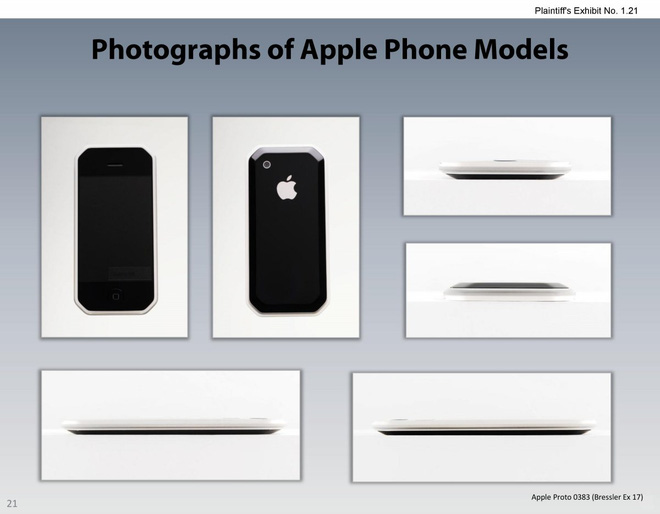 Plaintiff's Exhibit No. 1.21
Photographs of Apple Phone Models
21
Apple Proto 0383 (Bressler Ex 17)